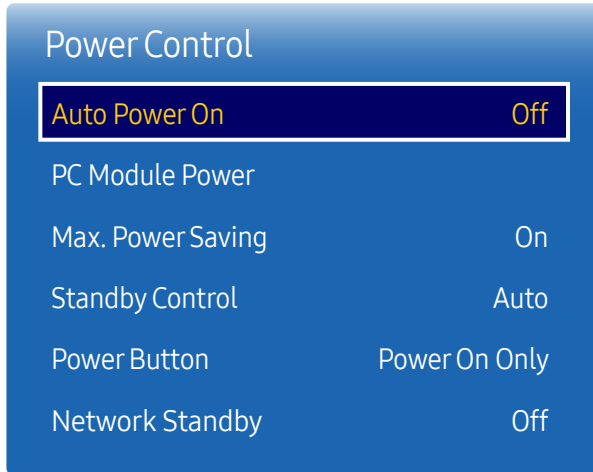 Power Control
Auto Power On Off
PC Module Power
Max. Power Saving On
Standby Control Auto
Power Button Power On Only
Network Standby Off